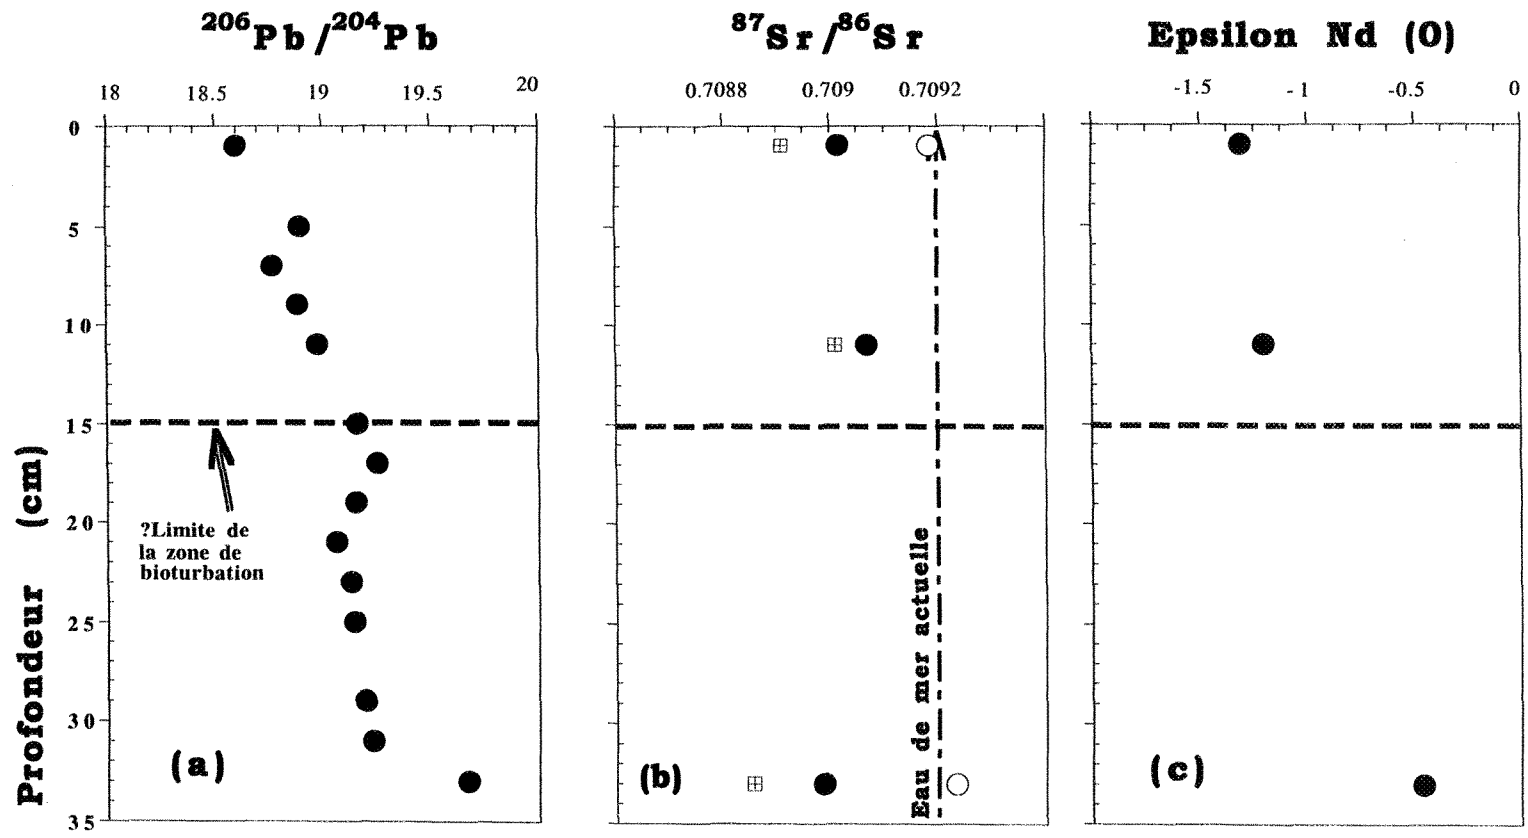 206Pb/204Pb
87Sr/86Sr
Epsilon Nd (0)
18 18.5 19 19.5 20
0.7088 0.709 0.7092
-1.5 -1 -0.5 0
0
5
10
15
20
25
30
35
Profondeur (cm)
?Limite de
la zone de
bioturbation
Eau de mer actuelle
(a)
(b)
(c)